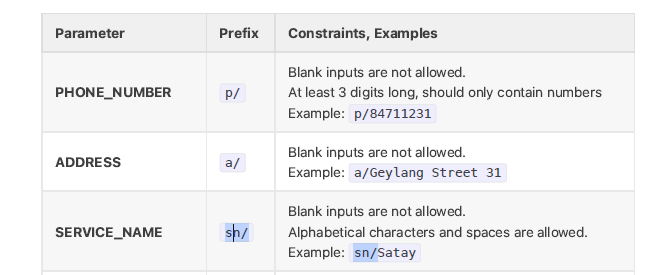 Parameter Prefix Constraints, Examples
Blank inputs are not allowed.
PHONE_NUMBER p/ At least 3 digits long, should only contain numbers
Example: p/84711231
Blank inputs are not allowed.
ADDRESS a/
Example: a/Geylang Street 31
Blank inputs are not allowed.
SERVICE_NAME sn/ Alphabetical characters and spaces are allowed.
Example: sn/Satay